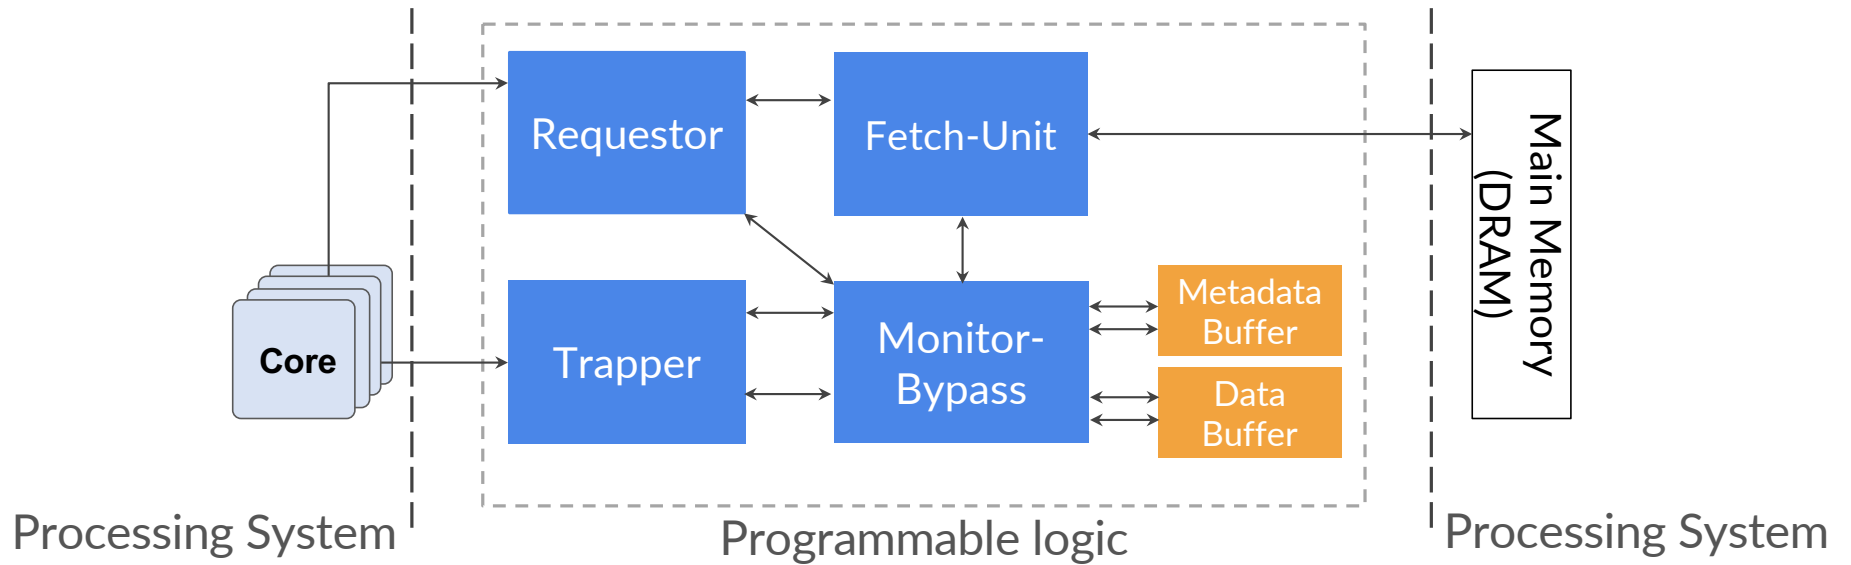 Requestor
Fetch-Unit
Main Memory
(DRAM)
Core
Trapper
Monitor-
Bypass
Metadata
Buffer
Data
Buffer
Processing System
Programmable logic
Processing System